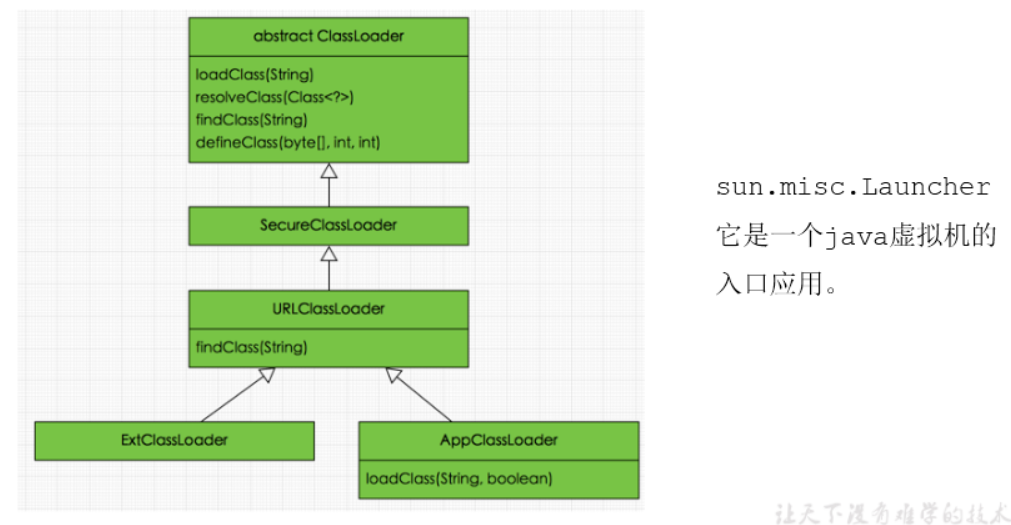 abstract ClassLoader
loadClass(String)
resolveClass(Class<?>)
findClass(String)
defineClass(byte[], int, int)
SecureClassLoader
URLClassLoader
findClass(String)
ExtClassLoader
AppClassLoader
loadClass(String, boolean)
sun.misc.Launcher
它是一个java虚拟机的
入口应用。
让天下没有难学的技术